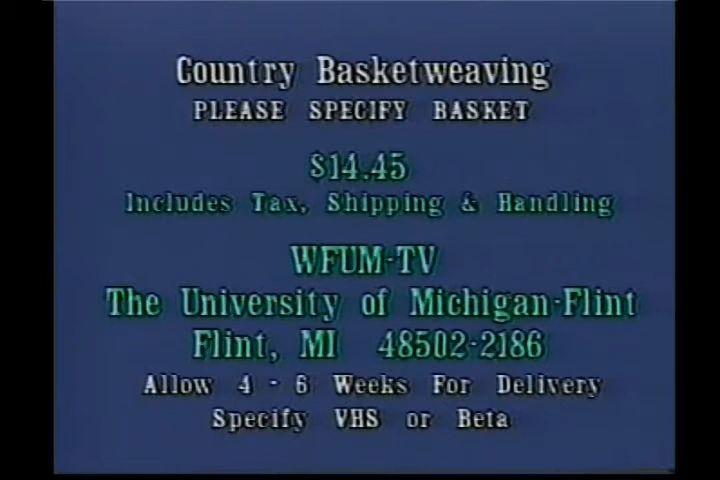 Country Basketweaving
PLEASE SPECIFY BASKET
$14.45
Includes Tax, Shipping & Handling
WFUM-TV
The University of Michigan-Flint
Flint, MI 48502-2186
Allow 4 - 6 Weeks For Delivery
Specify VHS or Beta